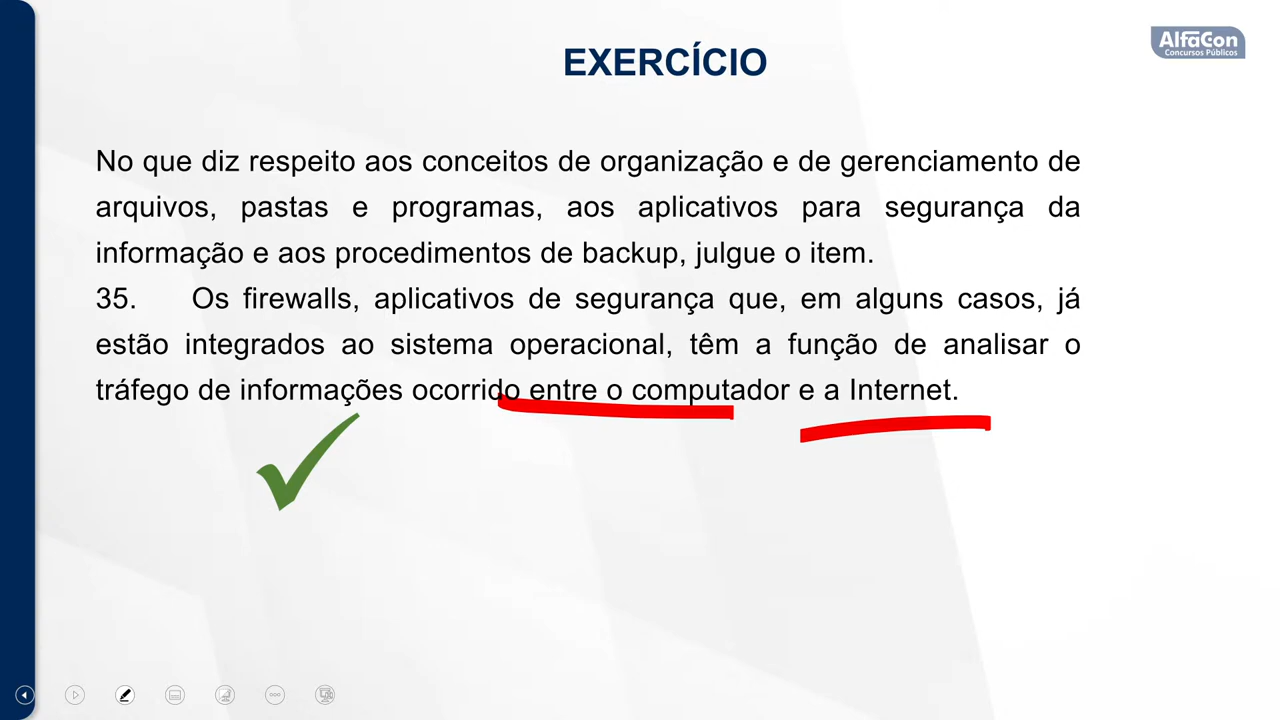 AlfaCon
Concursos Públicos
EXERCÍCIO
No que diz respeito aos conceitos de organização e de gerenciamento de
arquivos, pastas e programas, aos aplicativos para segurança da
informação e aos procedimentos de backup, julgue o item.
35. Os firewalls, aplicativos de segurança que, em alguns casos, já
estão integrados ao sistema operacional, têm a função de analisar o
tráfego de informações ocorrido entre o computador e a Internet.